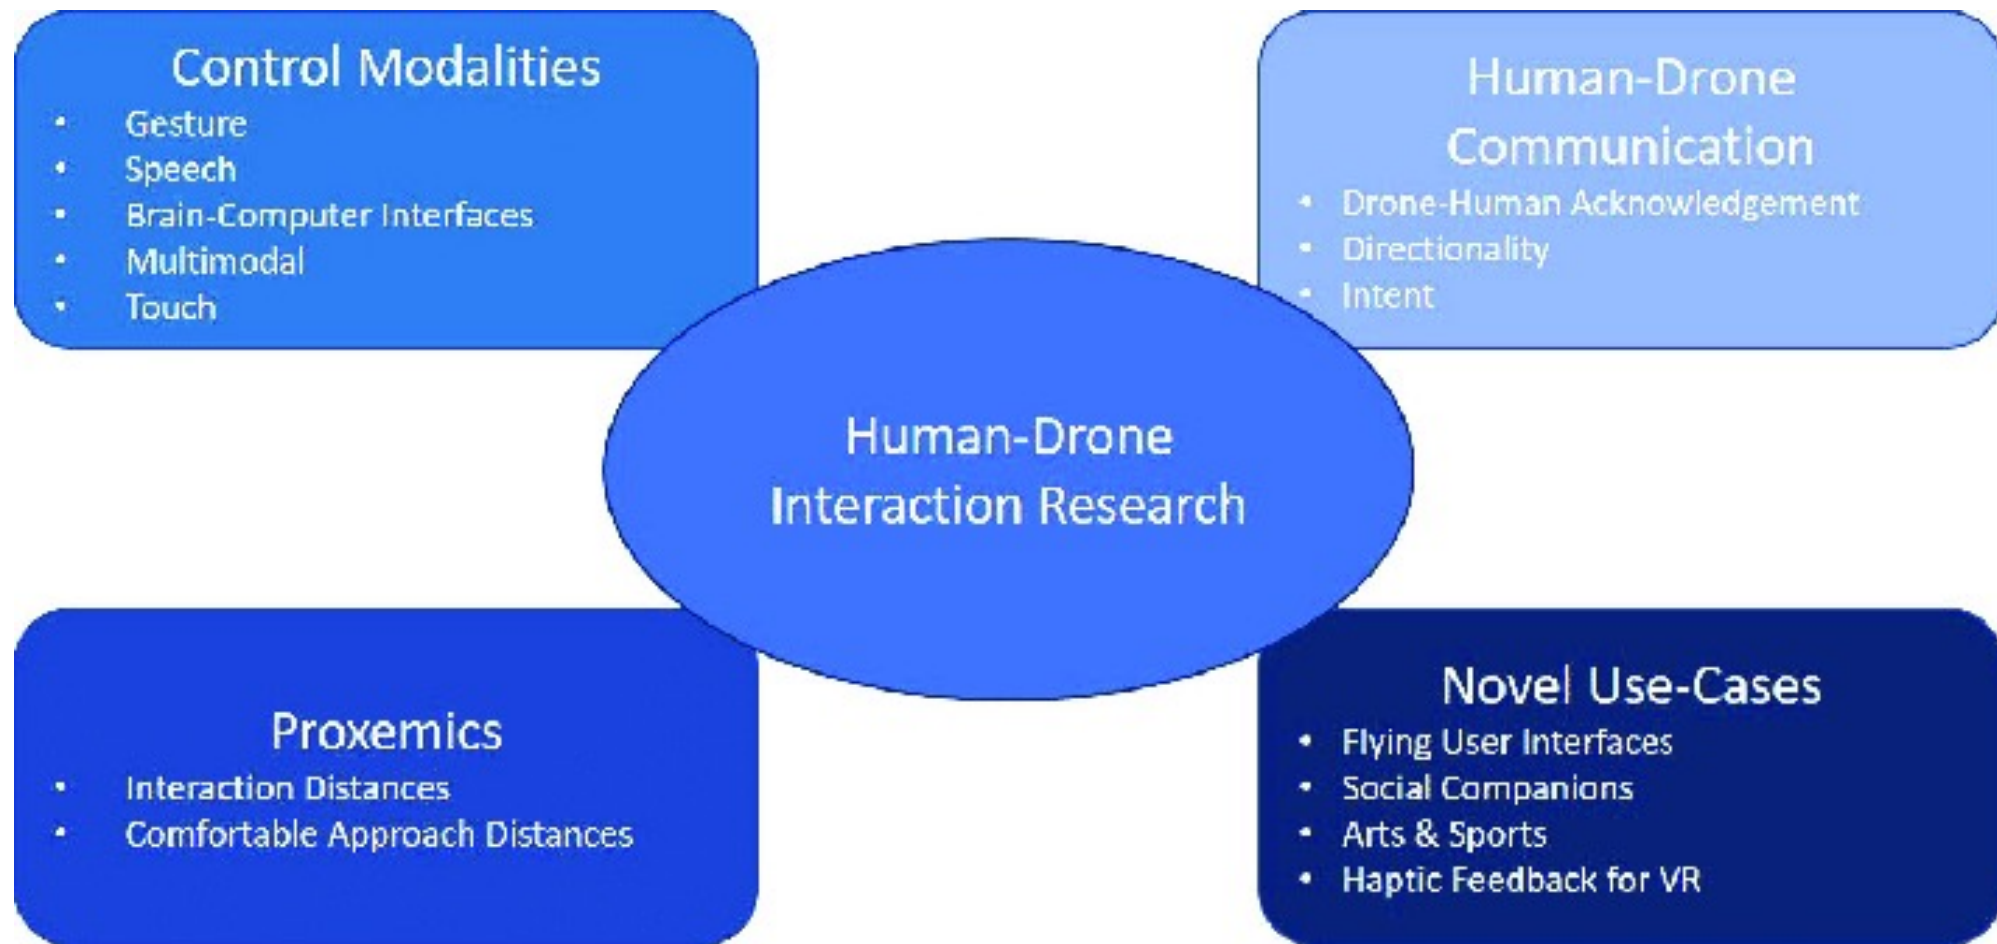 Control Modalities
• Gesture
• Speech
• Brain-Computer Interfaces
• Multimodal
• Touch
Human-Drone
Communication
• Drone-Human Acknowledgement
• Directionality
• Intent
Human-Drone
Interaction Research
Proxemics
• Interaction Distances
• Comfortable Approach Distances
Novel Use-Cases
• Flying User Interfaces
• Social Companions
• Arts & Sports
• Haptic Feedback for VR